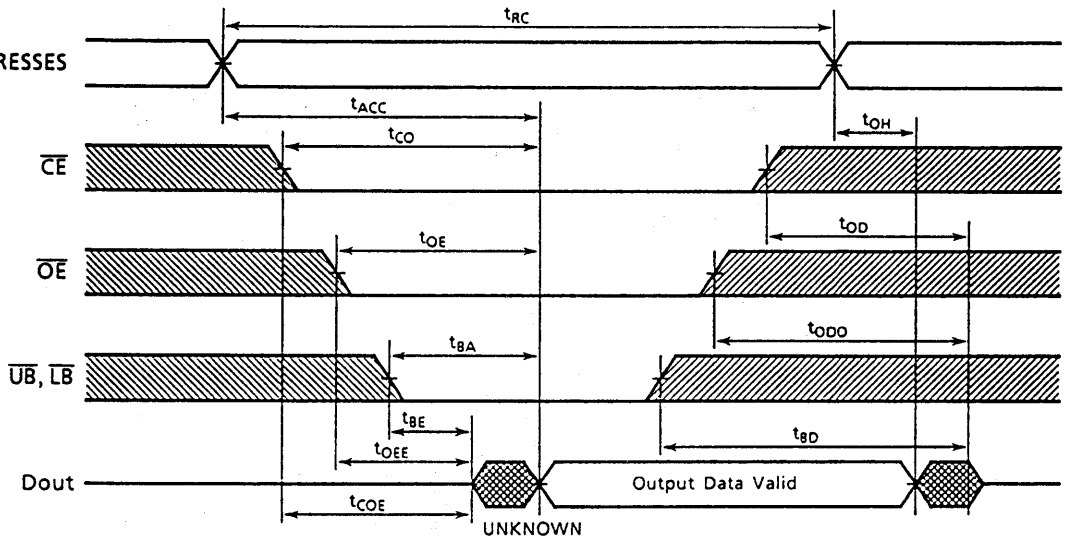 tRC
RESSES
tACC
tOH
tCO
CE
tOD
tOE
OE
tODO
tBA
UB, LB
tBE
tBD
tOEE
Dout
Output Data Valid
tCOE
UNKNOWN